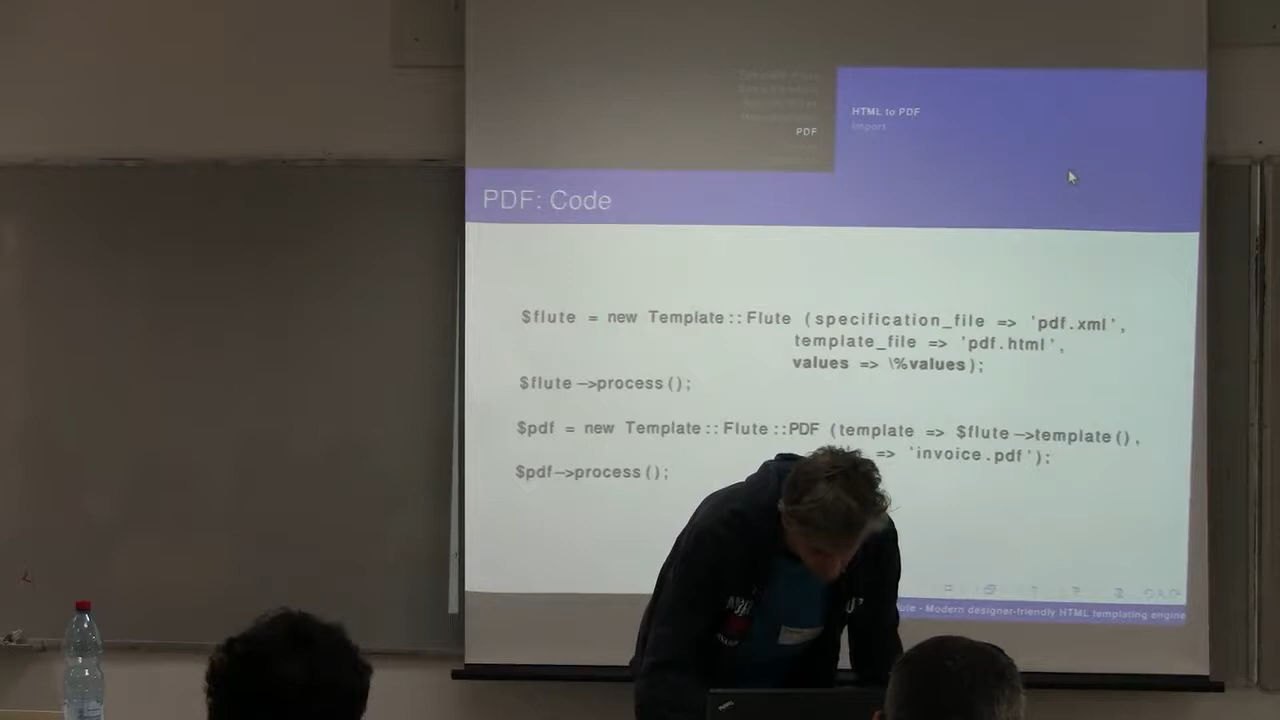 PDF
HTML to PDF
Import
PDF: Code
$flute = new Template::Flute (specification_file => 'pdf.xml',
template_file => 'pdf.html',
values => \%values);
$flute->process();
$pdf = new Template::Flute::PDF (template => $flute->template(),
=> 'invoice.pdf');
$pdf->process();
- Modern designer-friendly HTML templating engine